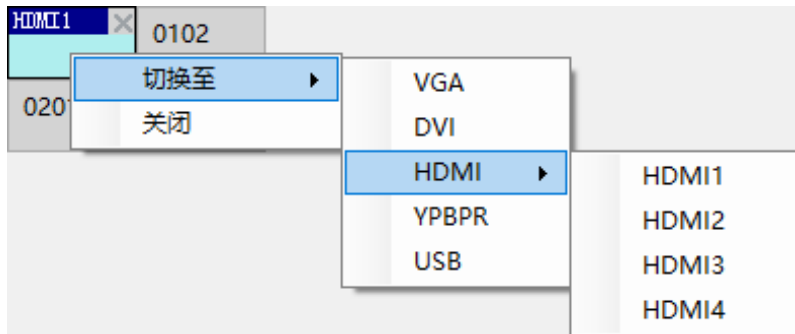 HDMI1
0102
切换至
VGA
020
关闭
DVI
HDMI
HDMI1
YPBPR
HDMI2
USB
HDMI3
HDMI4